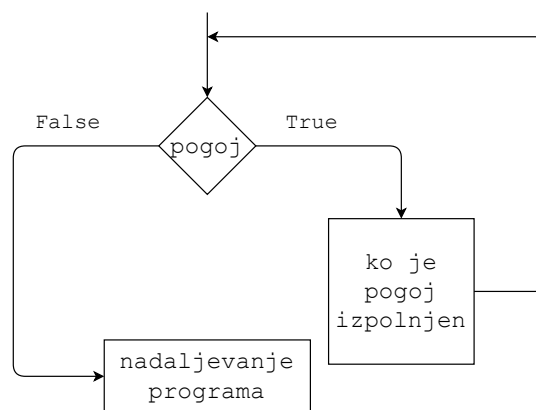 False
True
pogoj
ko je
pogoj
izpolnjen
nadaljevanje
programa